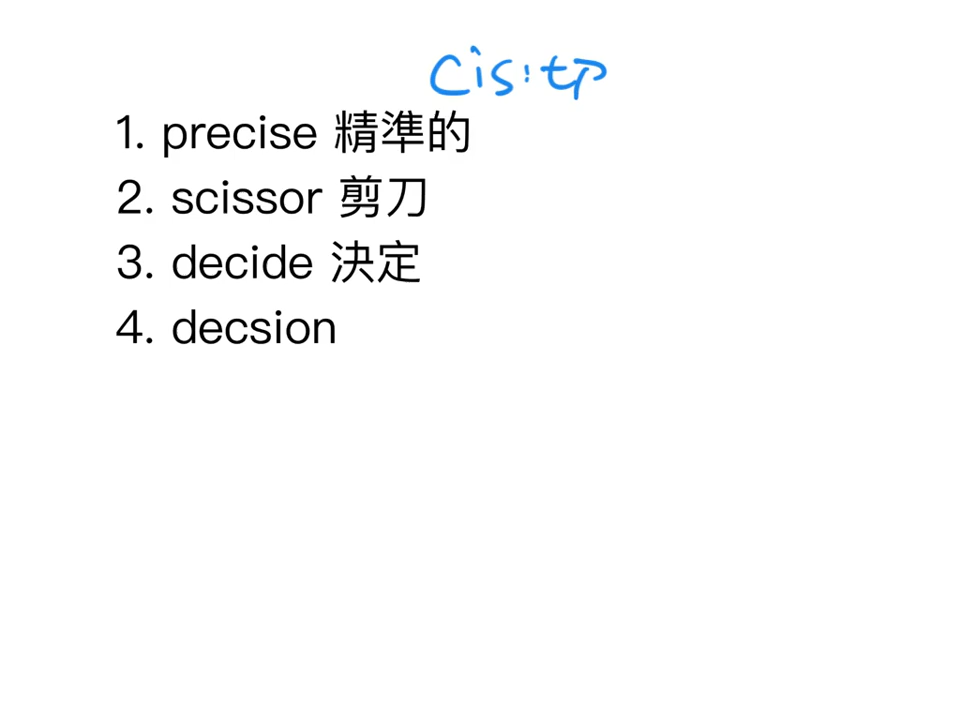 cis:切
1. precise 精準的
2. scissor 剪刀
3. decide 決定
4. decsion